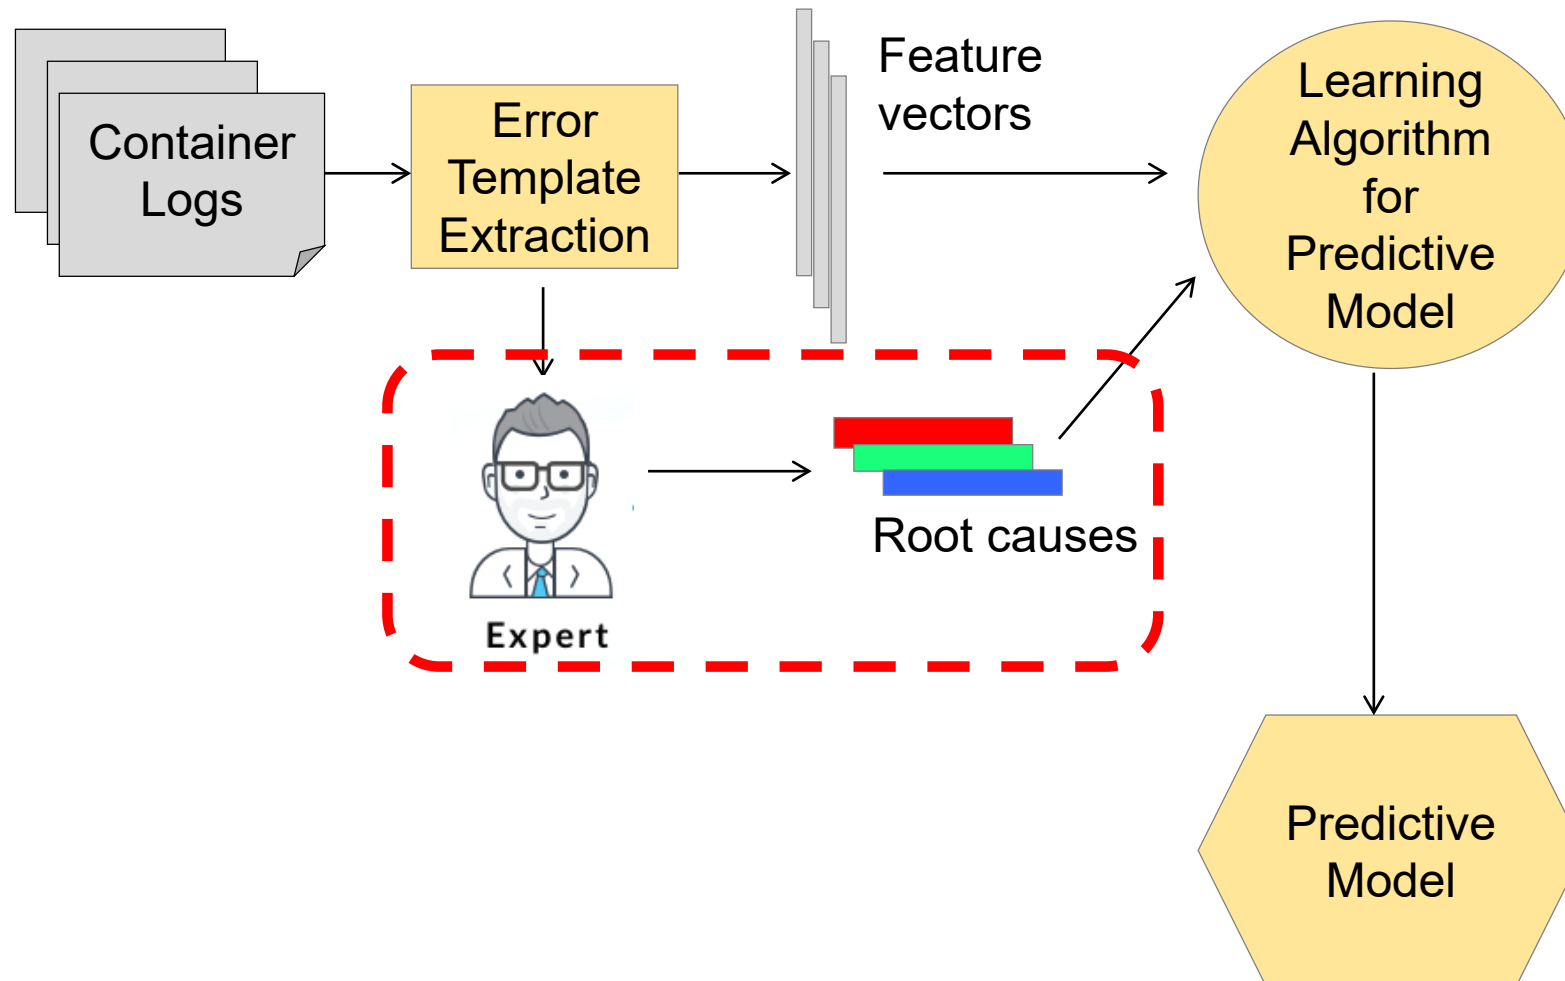 Container
Logs
Error
Template
Extraction
Feature
vectors
Learning
Algorithm
for
Predictive
Model
Expert
Root causes
Predictive
Model